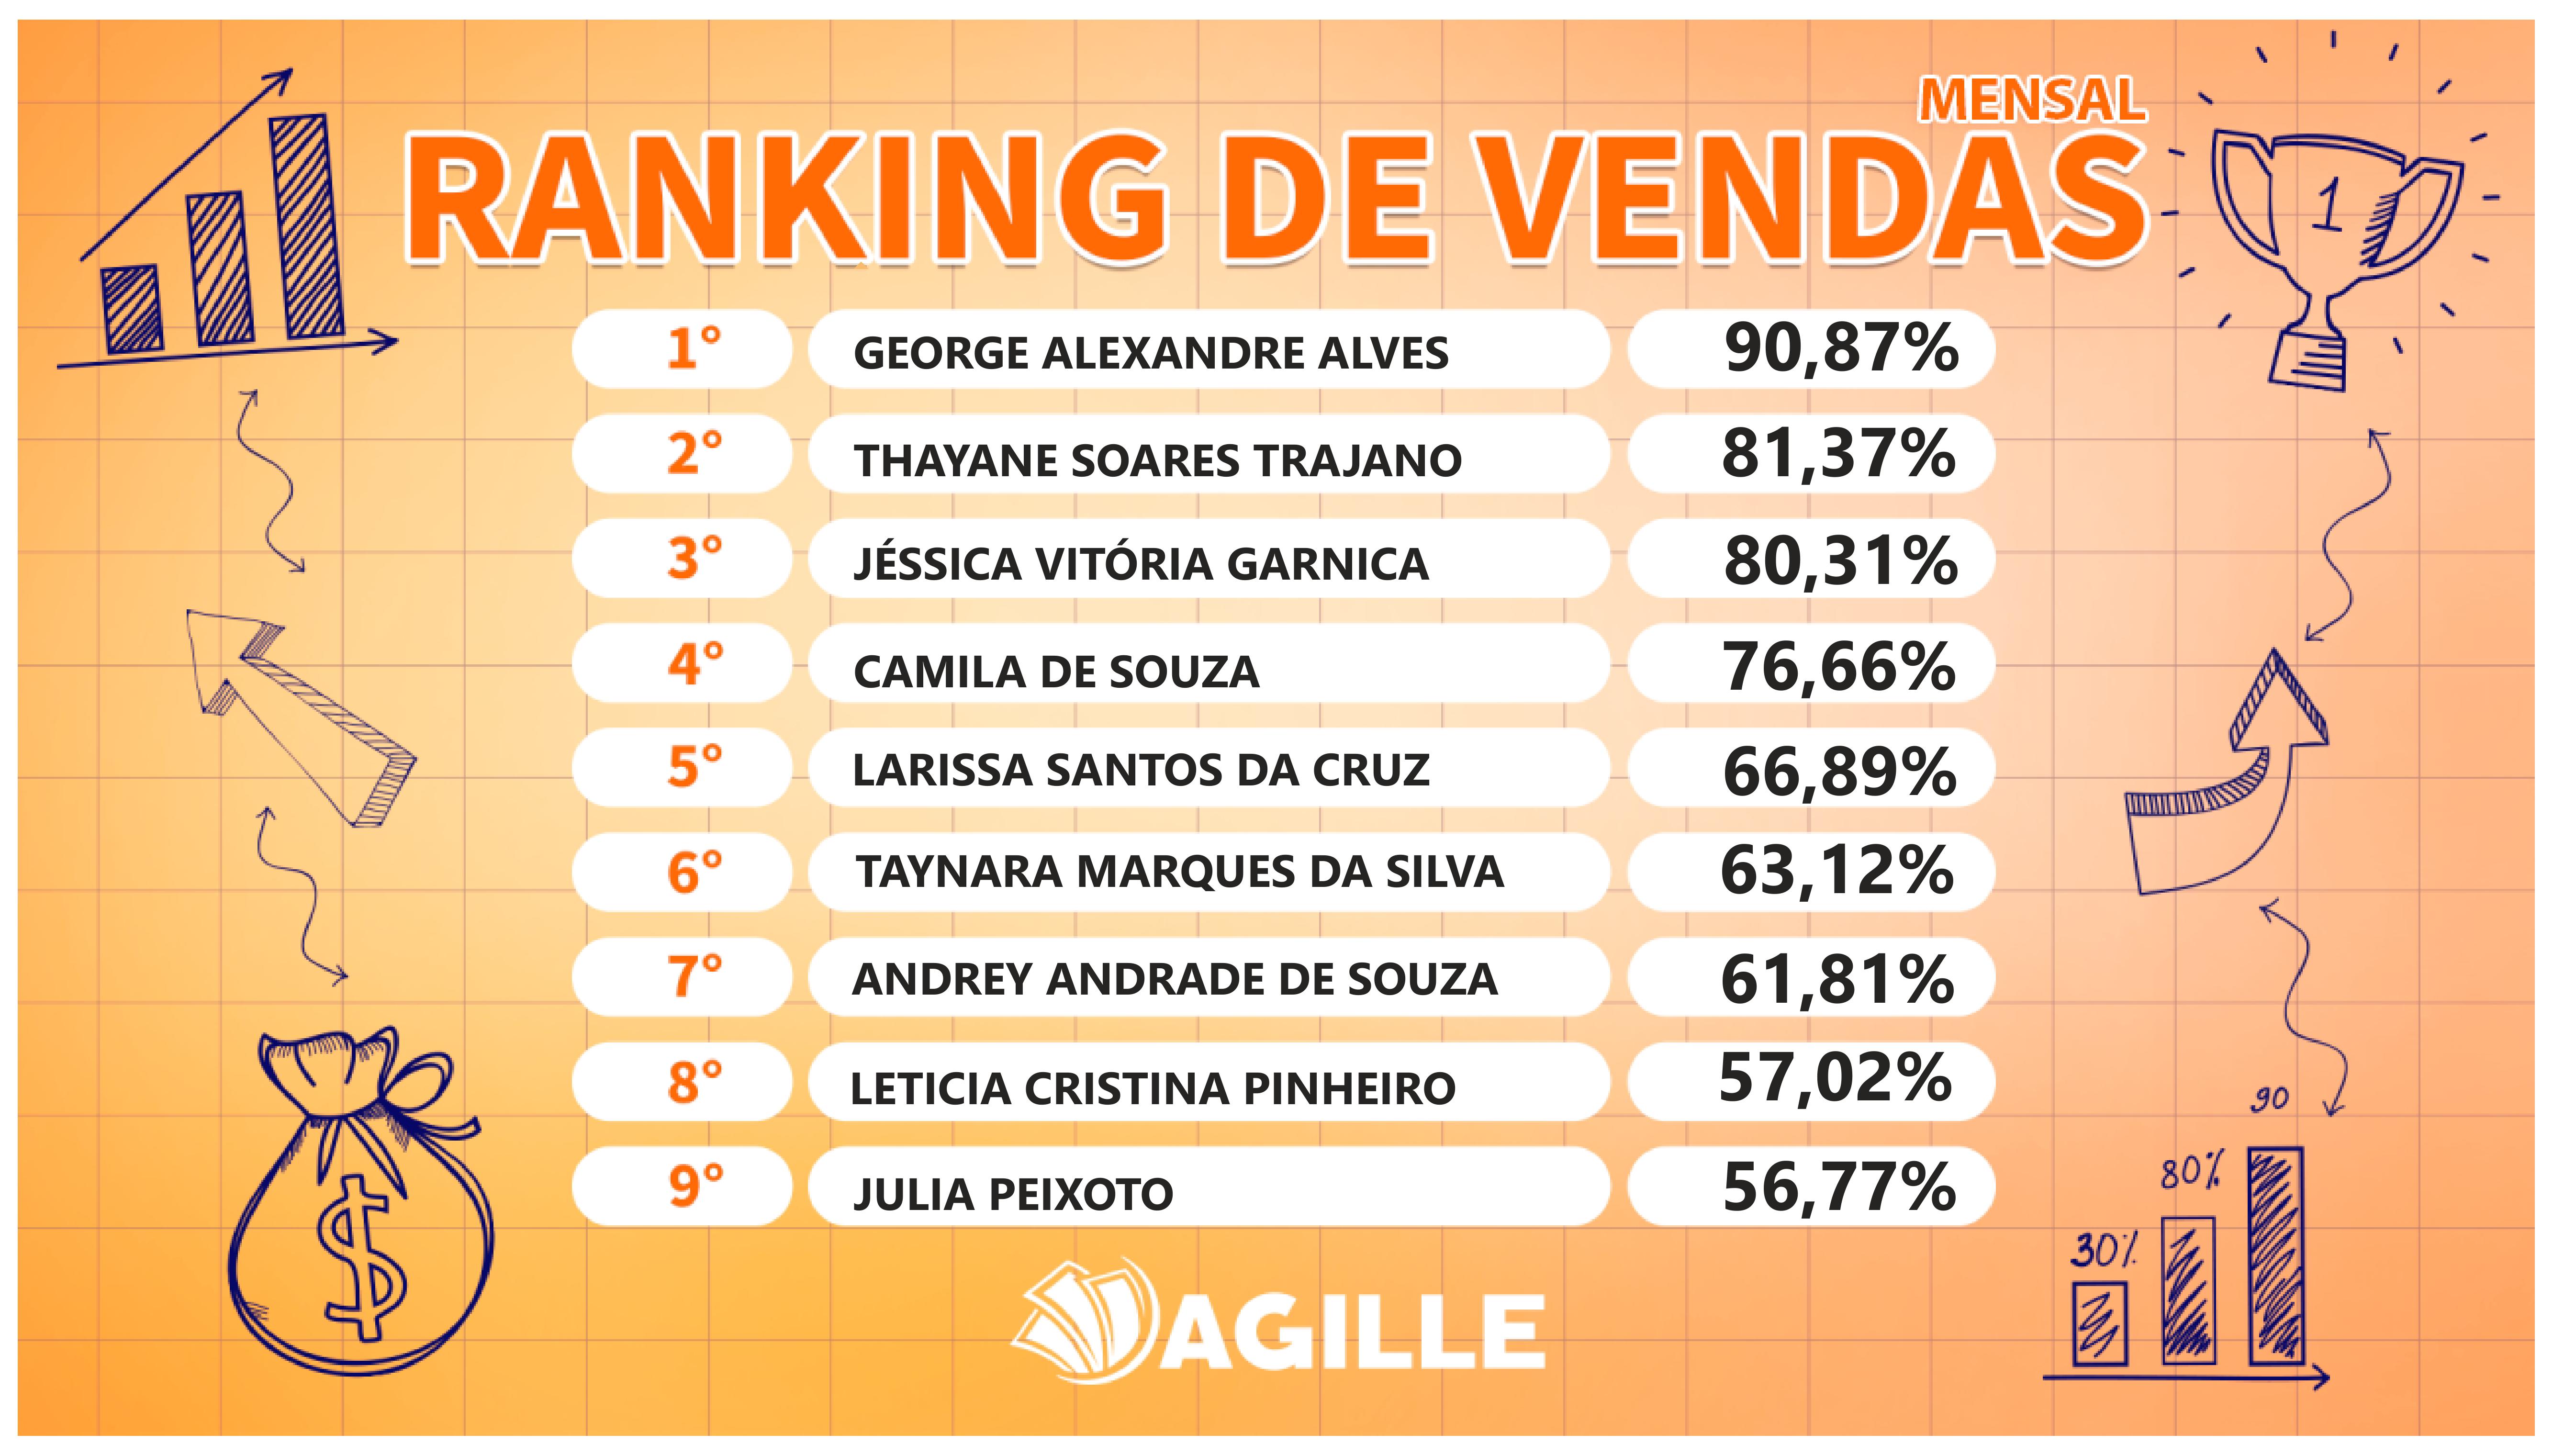 MENSAL
RANKING DE VENDAS
1
1° GEORGE ALEXANDRE ALVES 90,87%
2° THAYANE SOARES TRAJANO 81,37%
3° JÉSSICA VITÓRIA GARNICA 80,31%
4° CAMILA DE SOUZA 76,66%
5° LARISSA SANTOS DA CRUZ 66,89%
6° TAYNARA MARQUES DA SILVA 63,12%
7° ANDREY ANDRADE DE SOUZA 61,81%
8° LETICIA CRISTINA PINHEIRO 57,02%
9° JULIA PEIXOTO 56,77%
90
80%
30%
$
AGILLE